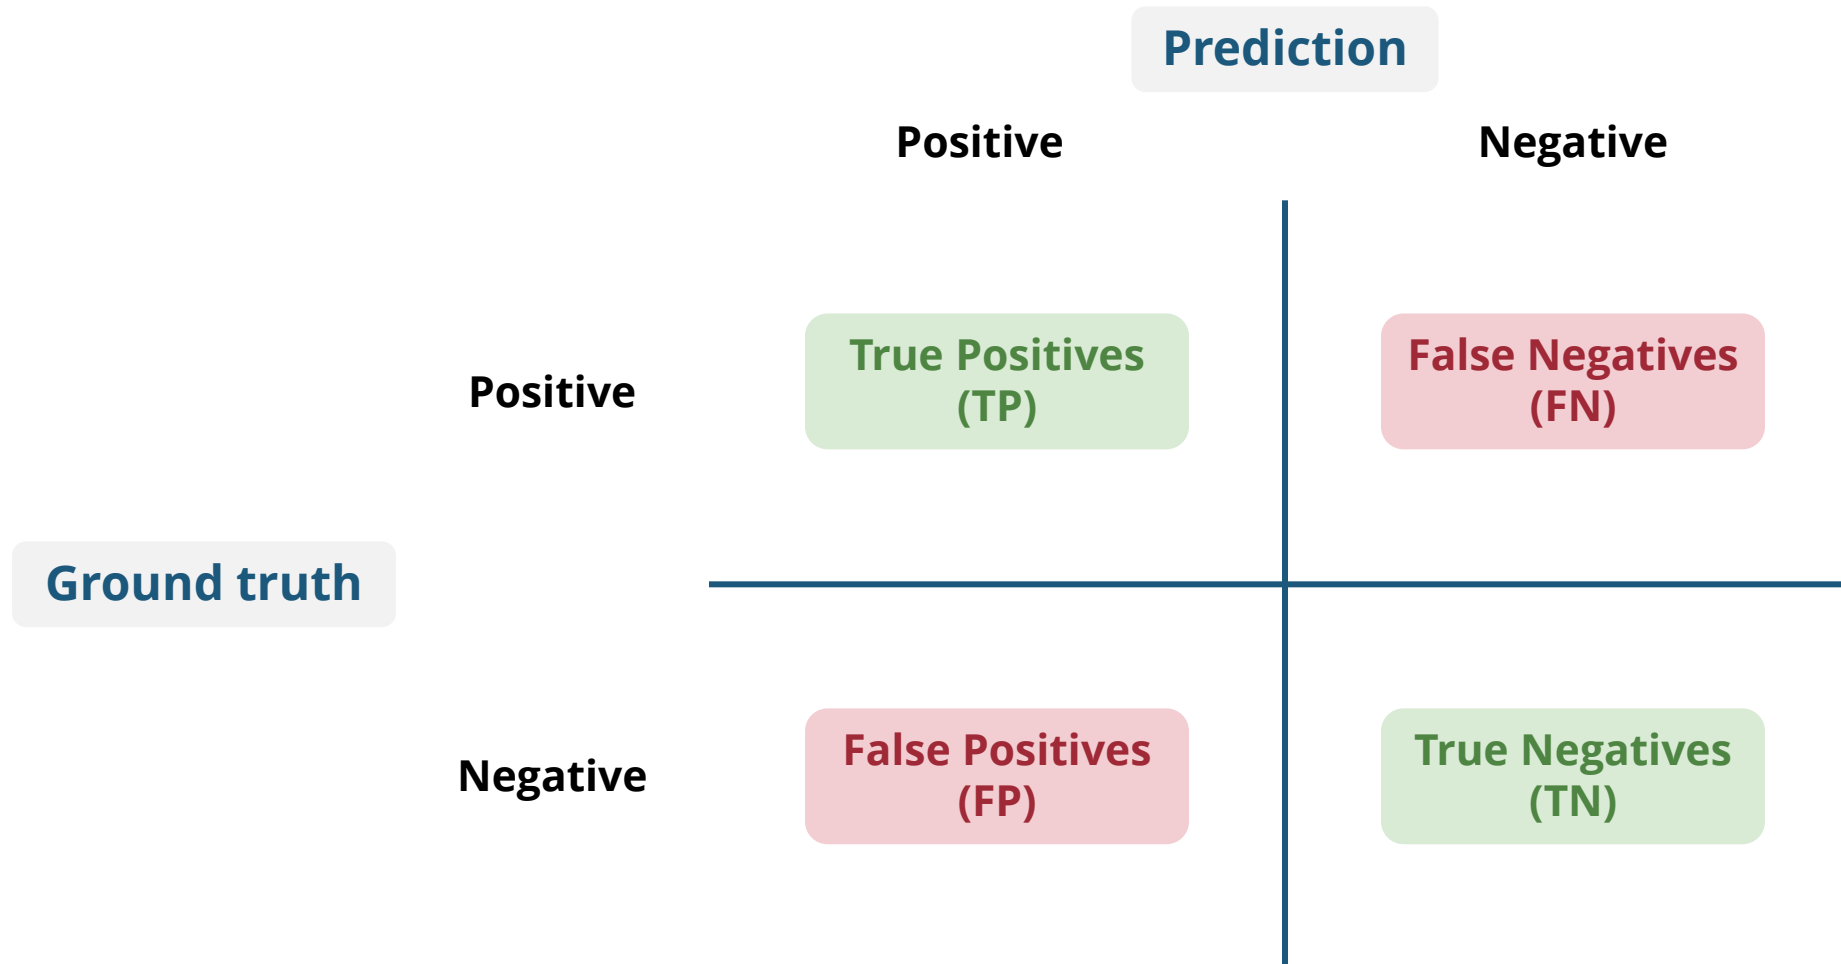 Prediction
Positive
Negative
Positive
True Positives
(TP)
False Negatives
(FN)
Ground truth
Negative
False Positives
(FP)
True Negatives
(TN)